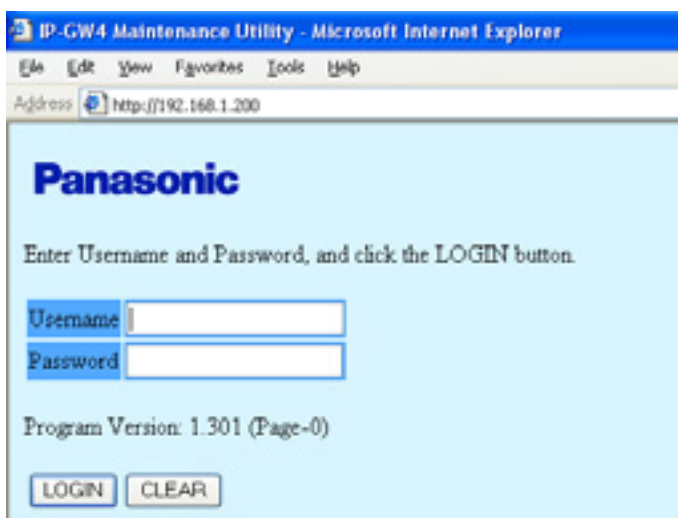 IP-GW4 Maintenance Utility - Microsoft Internet Explorer
File Edit View Favorites Tools Help
Address http://192.168.1.200
Panasonic
Enter Username and Password, and click the LOGIN button.
Username
Password
Program Version: 1.301 (Page-0)
LOGIN CLEAR